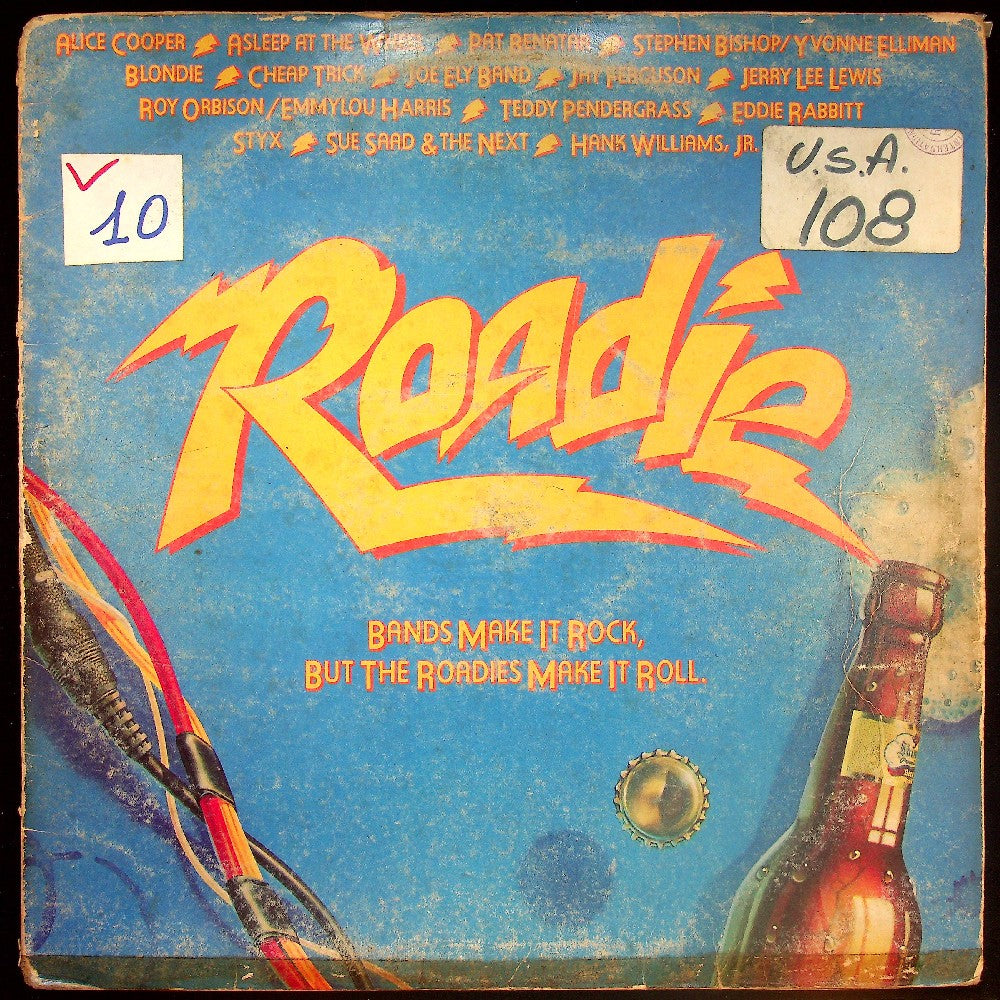 ALICE COOPER ASLEEP AT THE WHEEL PAT BENATAR STEPHEN BISHOP/YVONNE ELLIMAN
BLONDIE CHEAP TRICK JOE ELY BAND JAY FERGUSON JERRY LEE LEWIS
ROY ORBISON/EMMYLOU HARRIS TEDDY PENDERGRASS EDDIE RABBITT
STYX SUE SAAD & THE NEXT HANK WILLIAMS, JR.
U.S.A.
108
10
Roadie
BANDS MAKE IT ROCK,
BUT THE ROADIES MAKE IT ROLL.